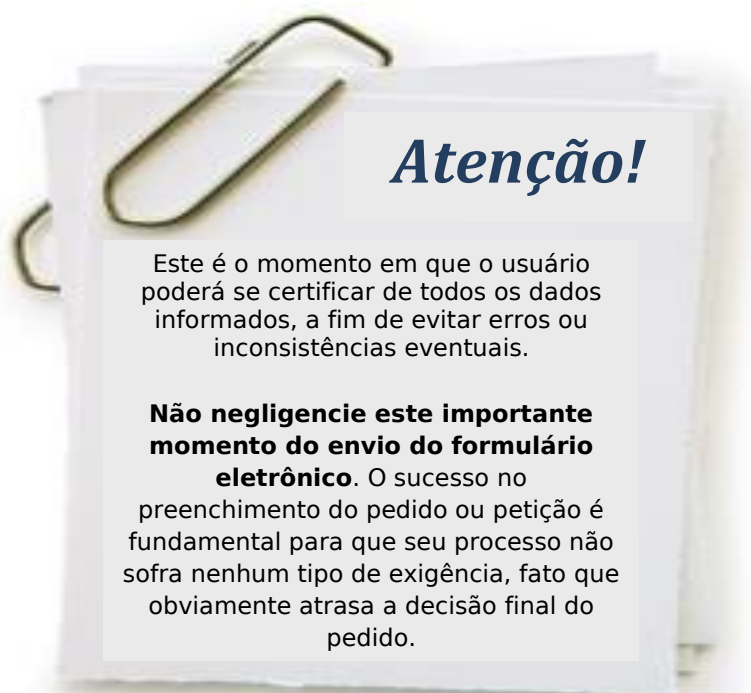 Atenção!
Este é o momento em que o usuário
poderá se certificar de todos os dados
informados, a fim de evitar erros ou
inconsistências eventuais.
Não negligencie este importante
momento do envio do formulário
eletrônico. O sucesso no
preenchimento do pedido ou petição é
fundamental para que seu processo não
sofra nenhum tipo de exigência, fato que
obviamente atrasa a decisão final do
pedido.